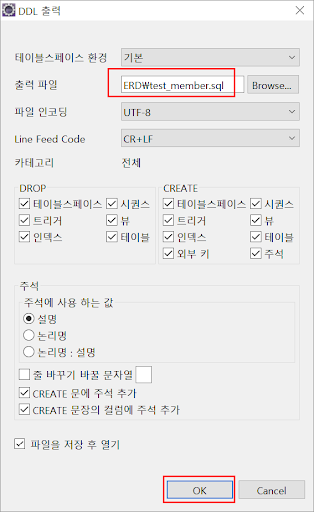 DDL 출력
테이블스페이스 환경 기본
출력 파일 ERD\test_member.sql Browse...
파일 인코딩 UTF-8
Line Feed Code CR+LF
카테고리 전체
DROP CREATE
테이블스페이스 시퀀스 테이블스페이스 시퀀스
트리거 뷰 트리거 뷰
인덱스 테이블 인덱스 테이블
외부 키 주석
주석
주석에 사용 하는 값
설명
논리명
논리명 : 설명
줄 바꾸기 바꿀 문자열
CREATE 문에 주석 추가
CREATE 문장의 컬럼에 주석 추가
파일을 저장 후 열기
OK Cancel